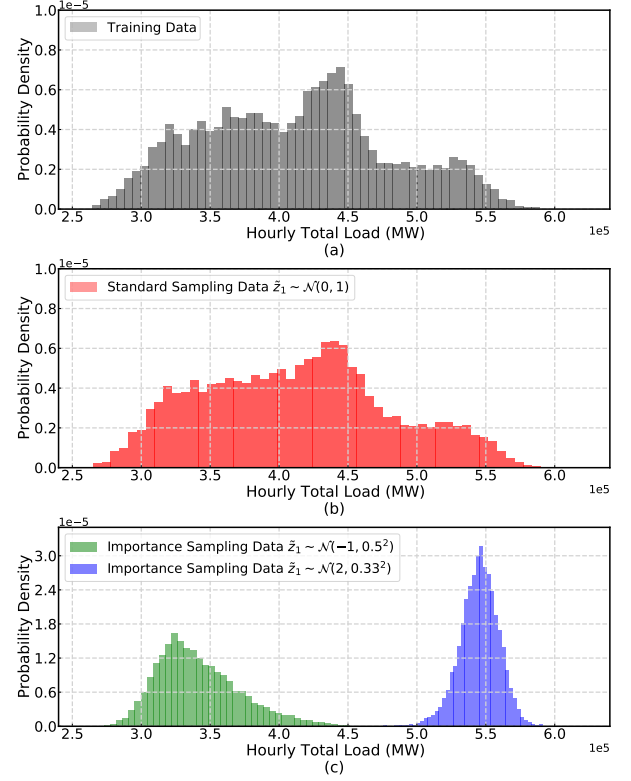 1e−5
1.0
Training Data
0.8
0.6
0.4
0.2
0.0
Probability Density
2.5 3.0 3.5 4.0 4.5 5.0 5.5 6.0
Hourly Total Load (MW) 1e5
(a)
1e−5
1.0
Standard Sampling Data z̃₁ ∼ 𝒩(0, 1)
0.8
0.6
0.4
0.2
0.0
Probability Density
2.5 3.0 3.5 4.0 4.5 5.0 5.5 6.0
Hourly Total Load (MW) 1e5
(b)
1e−5
Importance Sampling Data z̃₁ ∼ 𝒩(−1, 0.5²)
Importance Sampling Data z̃₁ ∼ 𝒩(2, 0.33²)
3.0
2.4
1.8
1.2
0.6
0.0
Probability Density
2.5 3.0 3.5 4.0 4.5 5.0 5.5 6.0
Hourly Total Load (MW) 1e5
(c)